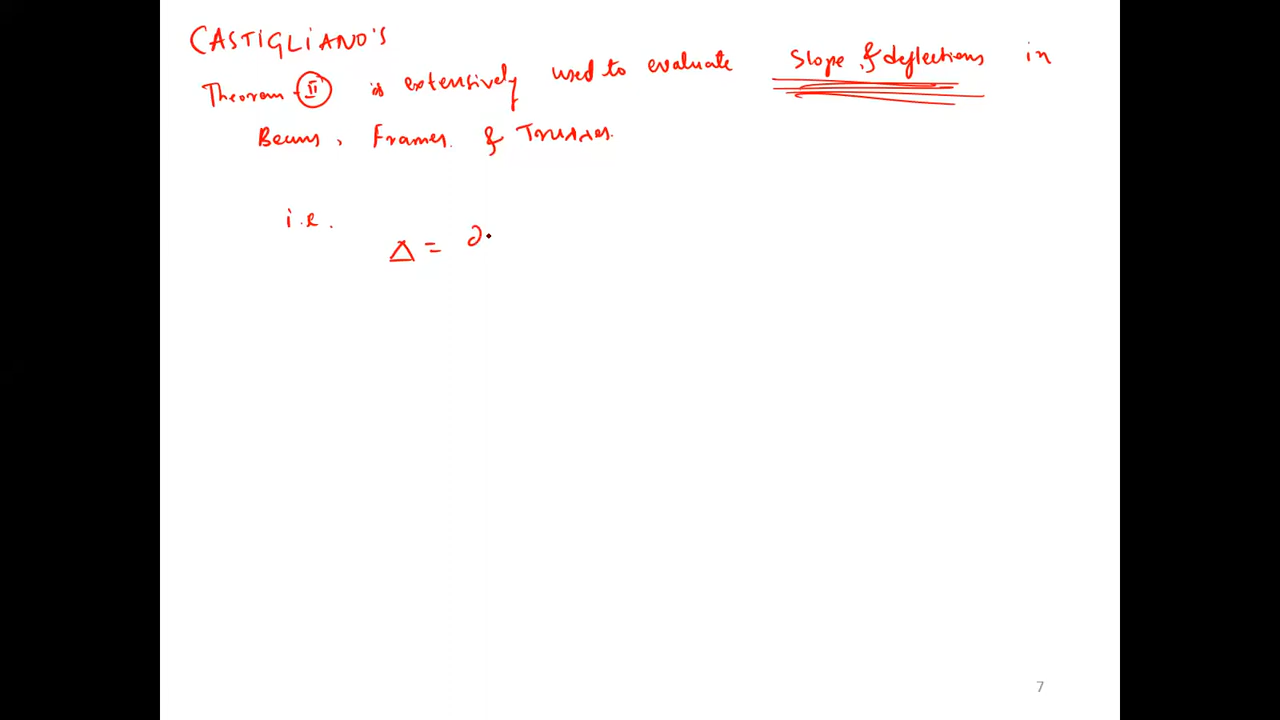 CASTIGLIANO'S
Theorem-II is extensively used to evaluate Slope & deflections in
Beams, Frames & Trusses.
i.e.
Δ = ∂
7